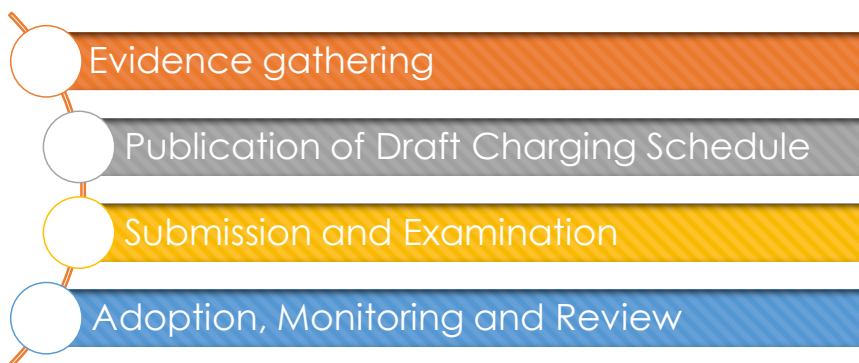 Evidence gathering
Publication of Draft Charging Schedule
Submission and Examination
Adoption, Monitoring and Review